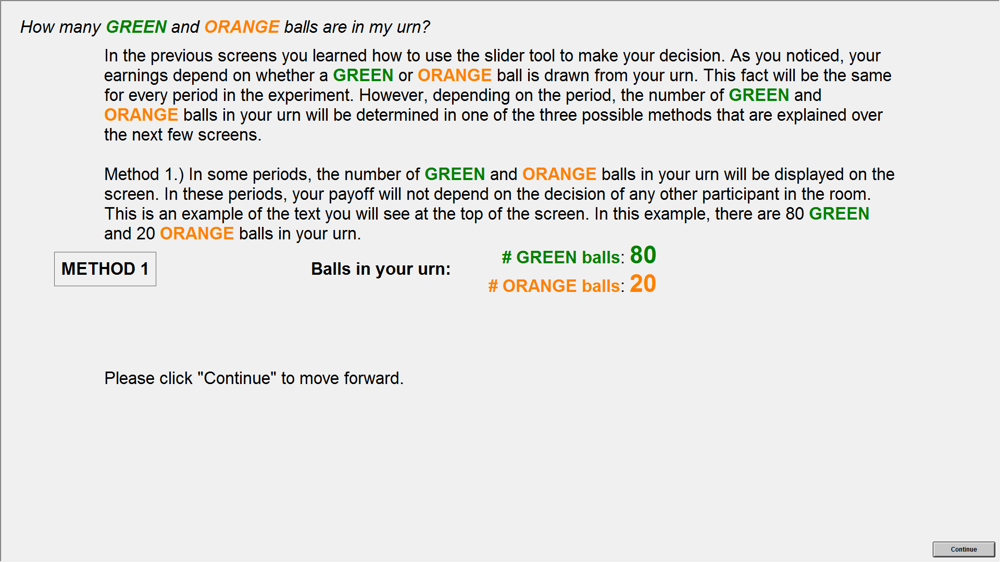 How many GREEN and ORANGE balls are in my urn?
In the previous screens you learned how to use the slider tool to make your decision. As you noticed, your
earnings depend on whether a GREEN or ORANGE ball is drawn from your urn. This fact will be the same
for every period in the experiment. However, depending on the period, the number of GREEN and
ORANGE balls in your urn will be determined in one of the three possible methods that are explained over
the next few screens.
Method 1.) In some periods, the number of GREEN and ORANGE balls in your urn will be displayed on the
screen. In these periods, your payoff will not depend on the decision of any other participant in the room.
This is an example of the text you will see at the top of the screen. In this example, there are 80 GREEN
and 20 ORANGE balls in your urn.
METHOD 1
Balls in your urn:
# GREEN balls: 80
# ORANGE balls: 20
Please click "Continue" to move forward.
Continue